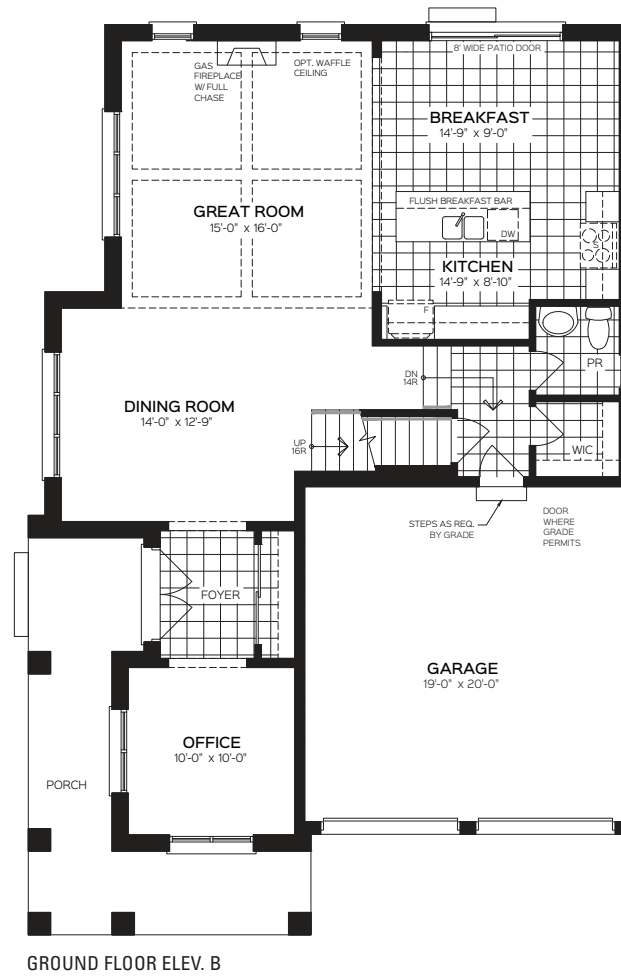 8' WIDE PATIO DOOR
GAS
FIREPLACE
W/ FULL
CHASE
OPT. WAFFLE
CEILING
BREAKFAST
14'-9" x 9'-0"
GREAT ROOM
15'-0" x 16'-0"
FLUSH BREAKFAST BAR
DW
S
KITCHEN
14'-9" x 8'-10"
F
PR
DN
14R
DINING ROOM
14'-0" x 12'-9"
UP
16R
WIC
STEPS AS REQ.
BY GRADE
DOOR
WHERE
GRADE
PERMITS
FOYER
GARAGE
19'-0" x 20'-0"
OFFICE
10'-0" x 10'-0"
PORCH
GROUND FLOOR ELEV. B